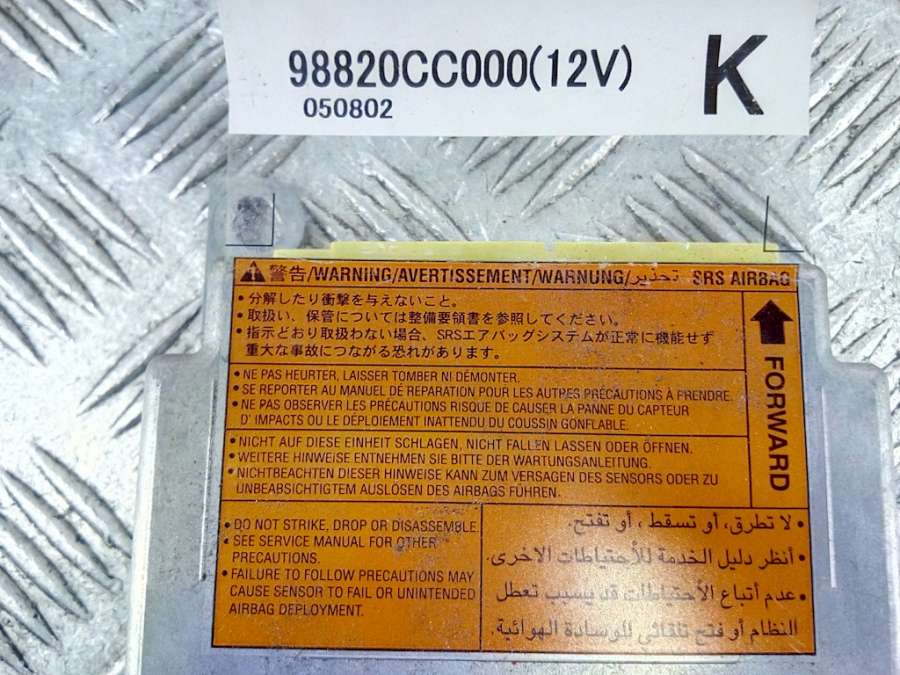 98820CC000(12V) K
050802
警告/WARNING/AVERTISSEMENT/WARNUNG/تحذير SRS AIRBAG
• 分解したり衝撃を与えないこと。
• 取扱い、保管については整備要領書を参照してください。
• 指示どおり取扱わない場合、SRSエアバッグシステムが正常に機能せず
重大な事故につながる恐れがあります。
FORWARD
• NE PAS HEURTER, LAISSER TOMBER NI DÉMONTER.
• SE REPORTER AU MANUEL DE RÉPARATION POUR LES AUTRES PRÉCAUTIONS À PRENDRE.
• NE PAS OBSERVER LES PRÉCAUTIONS RISQUE DE CAUSER LA PANNE DU CAPTEUR
D' IMPACTS OU LE DÉPLOIEMENT INATTENDU DU COUSSIN GONFLABLE.
• NICHT AUF DIESE EINHEIT SCHLAGEN, NICHT FALLEN LASSEN ODER ÖFFNEN.
• WEITERE HINWEISE ENTNEHMEN SIE BITTE DER WARTUNGSANLEITUNG.
• NICHTBEACHTEN DIESER HINWEISE KANN ZUM VERSAGEN DES SENSORS ODER ZU
UNBEABSICHTIGTEM AUSLÖSEN DES AIRBAGS FÜHREN.
• DO NOT STRIKE, DROP OR DISASSEMBLE.
• SEE SERVICE MANUAL FOR OTHER
PRECAUTIONS.
• FAILURE TO FOLLOW PRECAUTIONS MAY
CAUSE SENSOR TO FAIL OR UNINTENDED
AIRBAG DEPLOYMENT.
• لا تطرق، أو تسقط، أو تفتح.
• أنظر دليل الخدمة للأحتياطات الاخرى.
• عدم أتباع الأحتياطات قد يسبب تعطل
النظام أو فتح تلقائي للوسادة الهوائية.